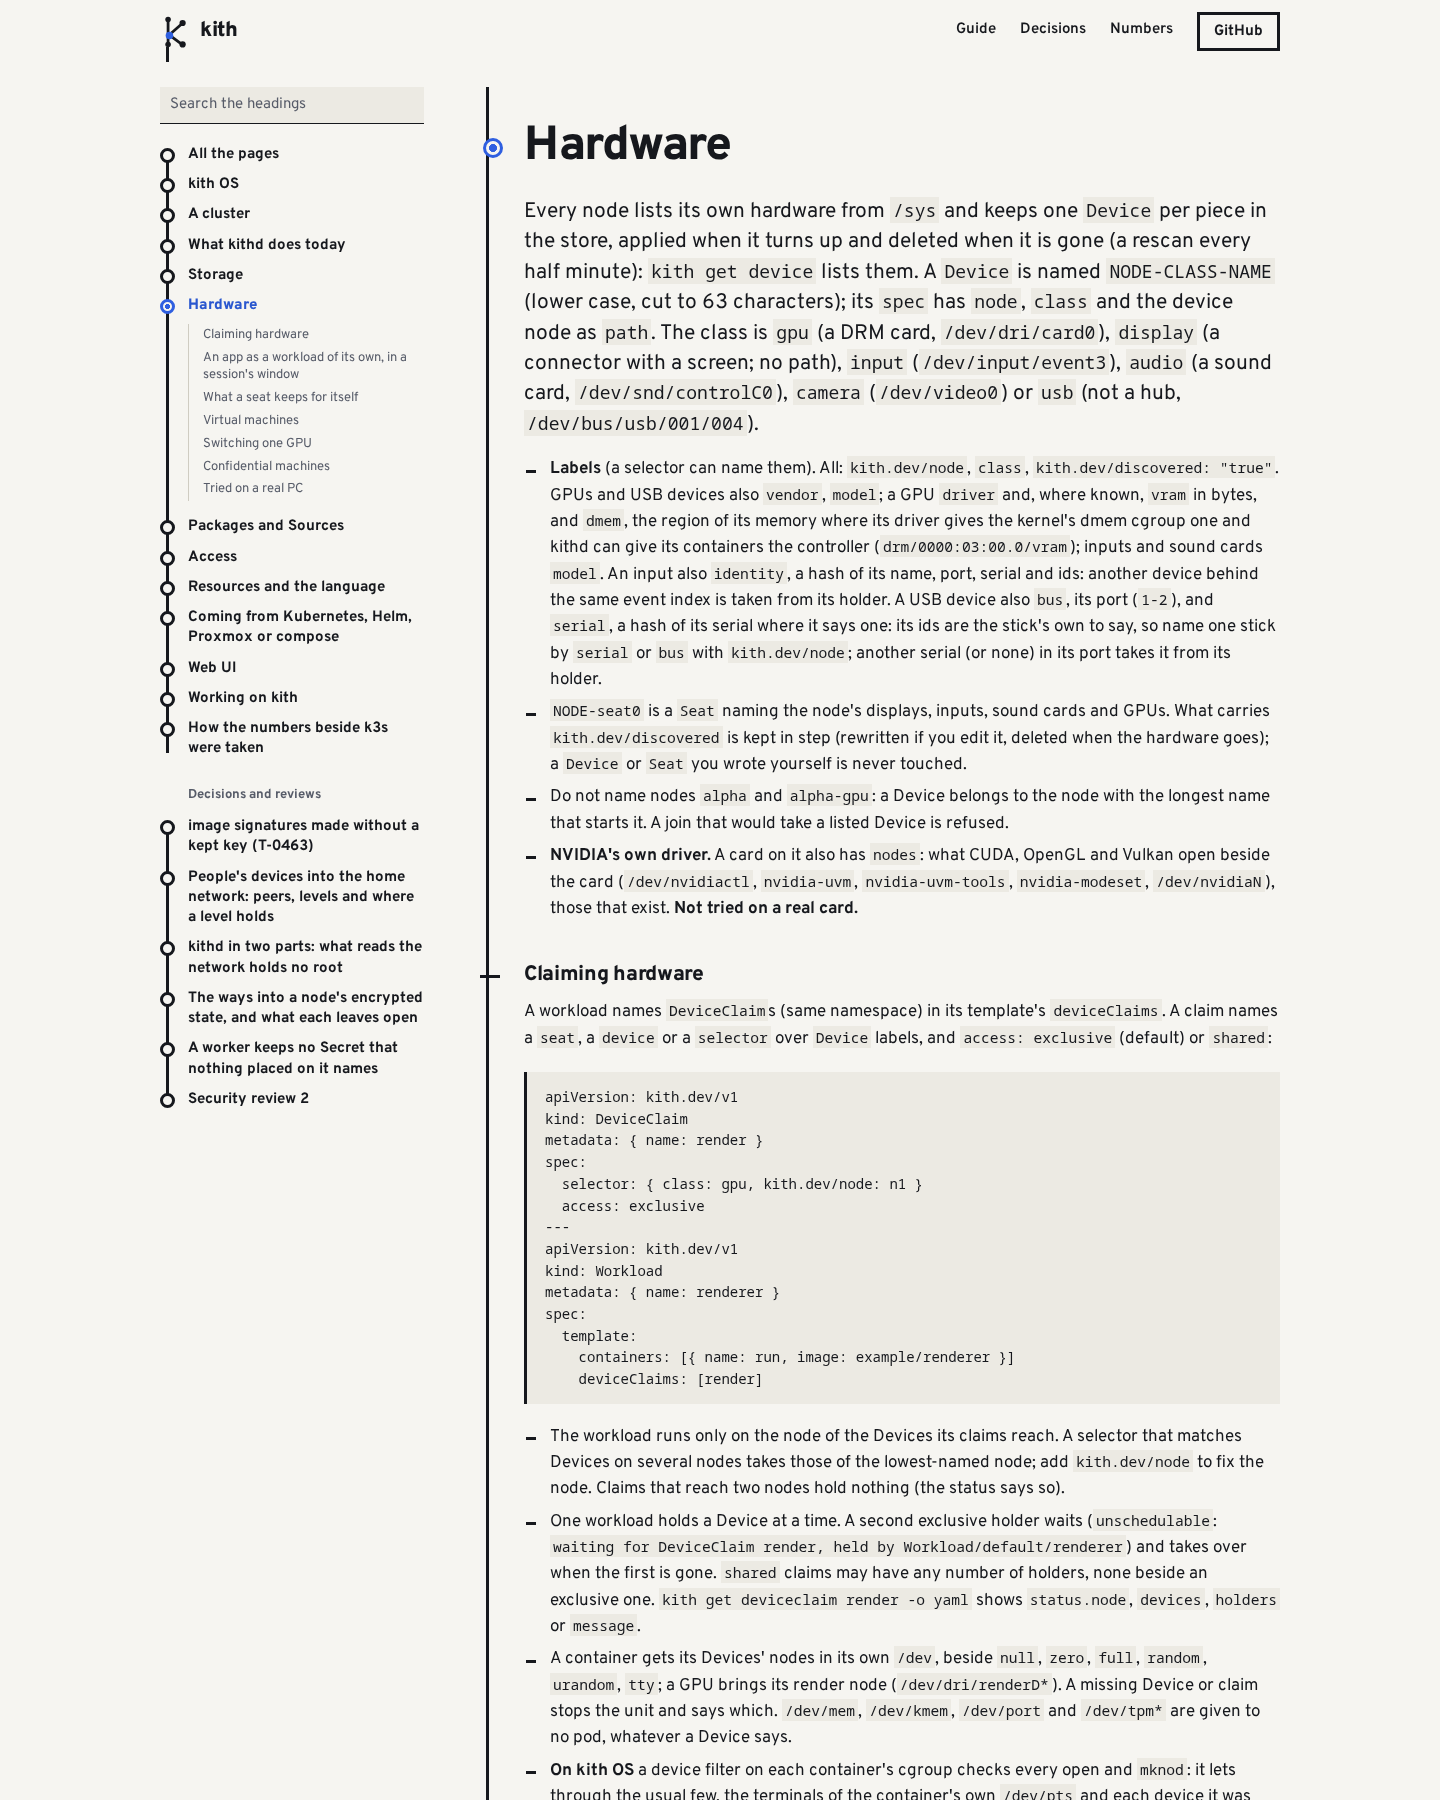 kith
Guide
Decisions
Numbers
GitHub
Search the headings
All the pages
kith OS
A cluster
What kithd does today
Storage
Hardware
Claiming hardware
An app as a workload of its own, in a
session's window
What a seat keeps for itself
Virtual machines
Switching one GPU
Confidential machines
Tried on a real PC
Packages and Sources
Access
Resources and the language
Coming from Kubernetes, Helm,
Proxmox or compose
Web UI
Working on kith
How the numbers beside k3s
were taken
Decisions and reviews
image signatures made without a
kept key (T-0463)
People's devices into the home
network: peers, levels and where
a level holds
kithd in two parts: what reads the
network holds no root
The ways into a node's encrypted
state, and what each leaves open
A worker keeps no Secret that
nothing placed on it names
Security review 2
Hardware
Every node lists its own hardware from /sys and keeps one Device per piece in
the store, applied when it turns up and deleted when it is gone (a rescan every
half minute): kith get device lists them. A Device is named NODE-CLASS-NAME
(lower case, cut to 63 characters); its spec has node, class and the device
node as path. The class is gpu (a DRM card, /dev/dri/card0), display (a
connector with a screen; no path), input (/dev/input/event3), audio (a sound
card, /dev/snd/controlC0), camera (/dev/video0) or usb (not a hub,
/dev/bus/usb/001/004).
Labels (a selector can name them). All: kith.dev/node, class, kith.dev/discovered: "true".
GPUs and USB devices also vendor, model; a GPU driver and, where known, vram in bytes,
and dmem, the region of its memory where its driver gives the kernel's dmem cgroup one and
kithd can give its containers the controller (drm/0000:03:00.0/vram); inputs and sound cards
model. An input also identity, a hash of its name, port, serial and ids: another device behind
the same event index is taken from its holder. A USB device also bus, its port (1-2), and
serial, a hash of its serial where it says one: its ids are the stick's own to say, so name one stick
by serial or bus with kith.dev/node; another serial (or none) in its port takes it from its
holder.
NODE-seat0 is a Seat naming the node's displays, inputs, sound cards and GPUs. What carries
kith.dev/discovered is kept in step (rewritten if you edit it, deleted when the hardware goes);
a Device or Seat you wrote yourself is never touched.
Do not name nodes alpha and alpha-gpu: a Device belongs to the node with the longest name
that starts it. A join that would take a listed Device is refused.
NVIDIA's own driver. A card on it also has nodes: what CUDA, OpenGL and Vulkan open beside
the card (/dev/nvidiactl, nvidia-uvm, nvidia-uvm-tools, nvidia-modeset, /dev/nvidiaN),
those that exist. Not tried on a real card.
Claiming hardware
A workload names DeviceClaims (same namespace) in its template's deviceClaims. A claim names
a seat, a device or a selector over Device labels, and access: exclusive (default) or shared:
apiVersion: kith.dev/v1
kind: DeviceClaim
metadata: { name: render }
spec:
  selector: { class: gpu, kith.dev/node: n1 }
  access: exclusive
---
apiVersion: kith.dev/v1
kind: Workload
metadata: { name: renderer }
spec:
  template:
    containers: [{ name: run, image: example/renderer }]
    deviceClaims: [render]
The workload runs only on the node of the Devices its claims reach. A selector that matches
Devices on several nodes takes those of the lowest-named node; add kith.dev/node to fix the
node. Claims that reach two nodes hold nothing (the status says so).
One workload holds a Device at a time. A second exclusive holder waits (unschedulable:
waiting for DeviceClaim render, held by Workload/default/renderer) and takes over
when the first is gone. shared claims may have any number of holders, none beside an
exclusive one. kith get deviceclaim render -o yaml shows status.node, devices, holders
or message.
A container gets its Devices' nodes in its own /dev, beside null, zero, full, random,
urandom, tty; a GPU brings its render node (/dev/dri/renderD*). A missing Device or claim
stops the unit and says which. /dev/mem, /dev/kmem, /dev/port and /dev/tpm* are given to
no pod, whatever a Device says.
On kith OS a device filter on each container's cgroup checks every open and mknod: it lets
through the usual few, the terminals of the container's own /dev/pts and each device it was